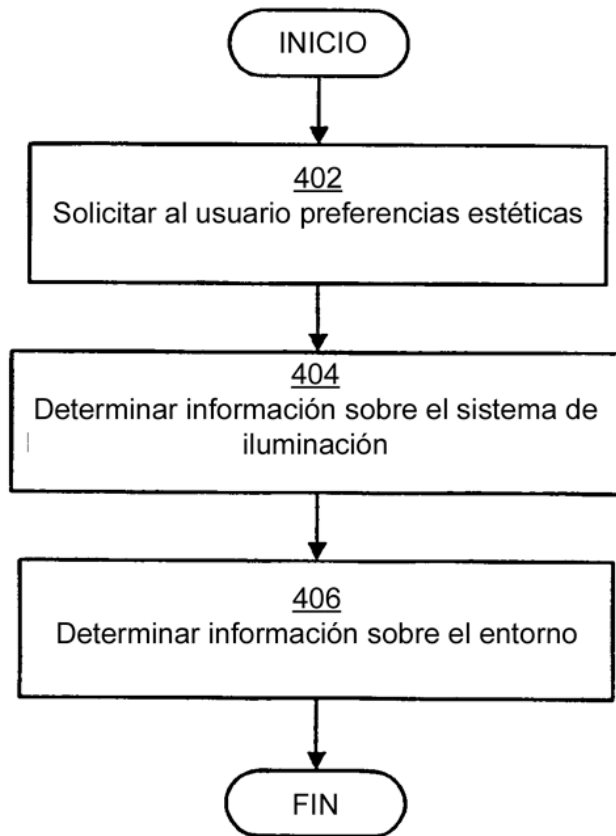 INICIO
402
Solicitar al usuario preferencias estéticas
404
Determinar información sobre el sistema de
iluminación
406
Determinar información sobre el entorno
FIN